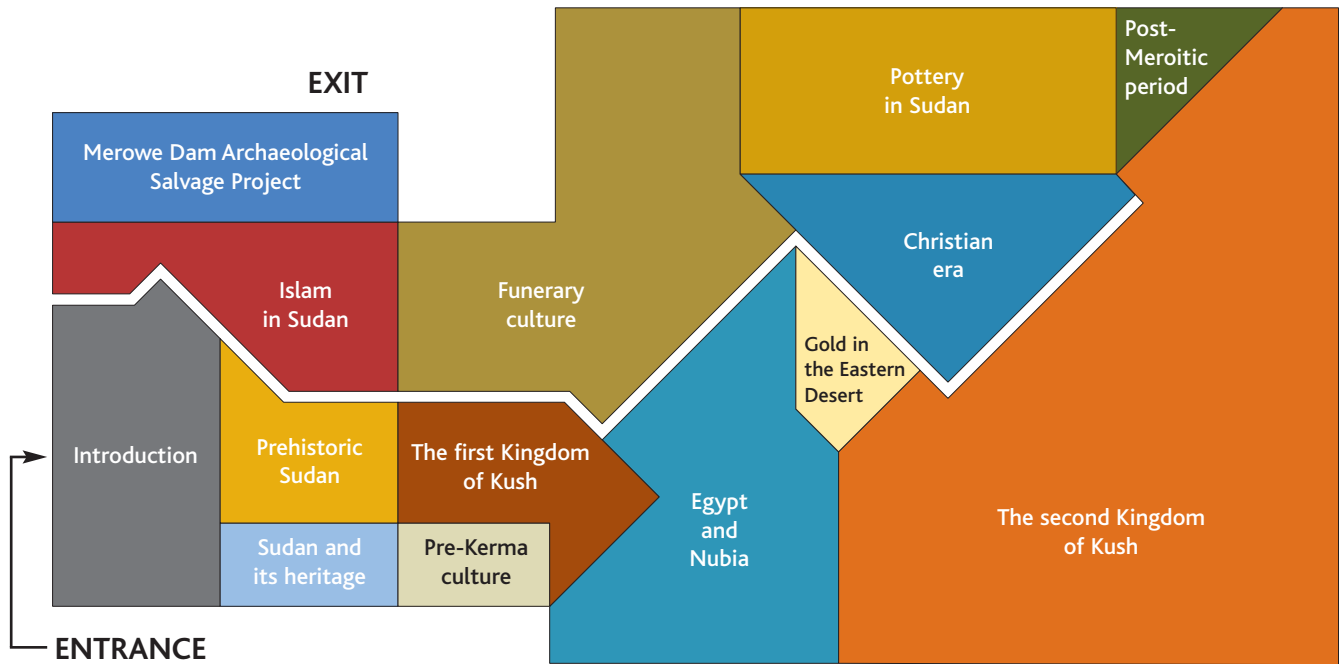 EXIT
Merowe Dam Archaeological
Salvage Project
Islam
in Sudan
Funerary
culture
Pottery
in Sudan
Post-
Meroitic
period
Christian
era
Gold in
the Eastern
Desert
Introduction
Prehistoric
Sudan
The first Kingdom
of Kush
Sudan and
its heritage
Pre-Kerma
culture
Egypt
and
Nubia
The second Kingdom
of Kush
ENTRANCE